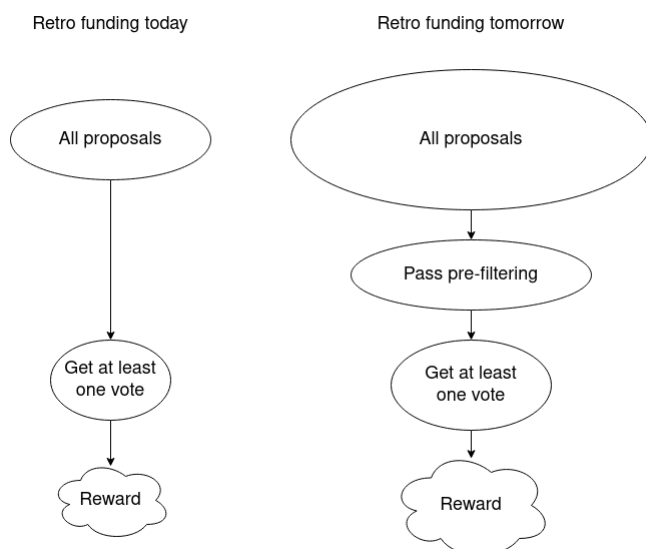 Retro funding today
All proposals
Get at least
one vote
Reward
Retro funding tomorrow
All proposals
Pass pre-filtering
Get at least
one vote
Reward